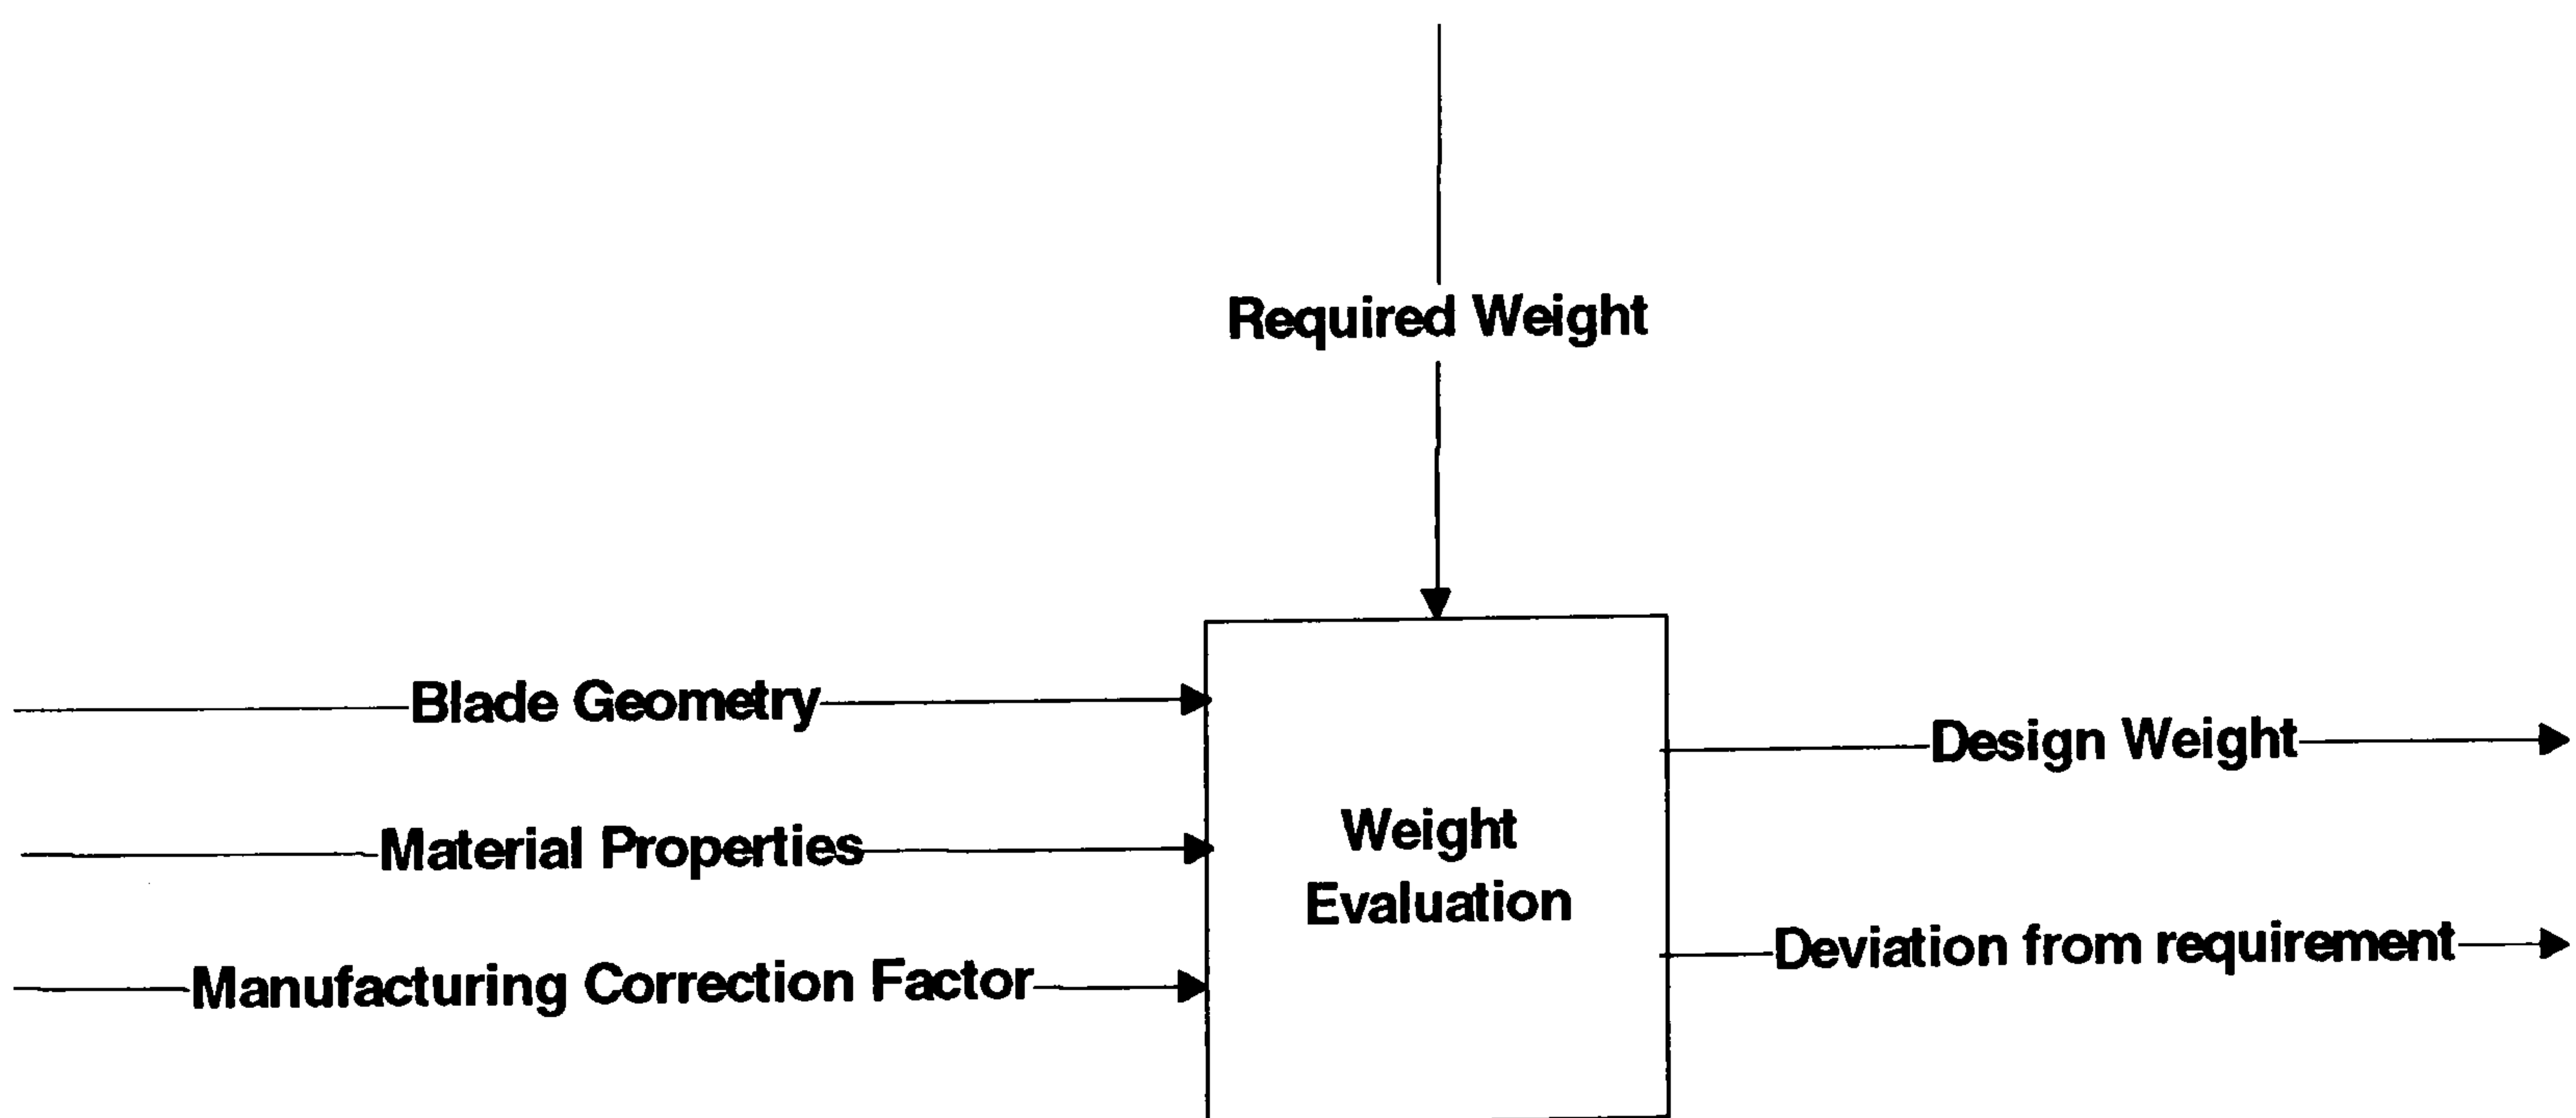 Required Weight
Blade Geometry
Design Weight
Material Properties
Weight
Evaluation
Deviation from requirement
Manufacturing Correction Factor